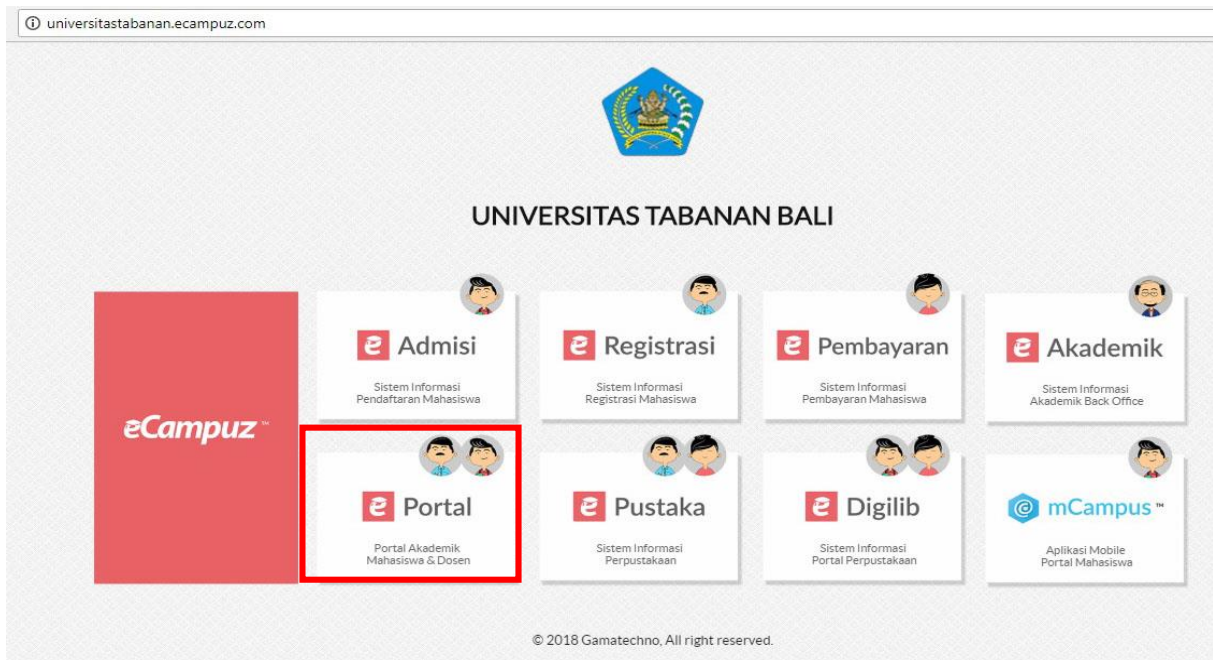 universitastabanan.ecampuz.com
UNIVERSITAS TABANAN BALI
eCampuz™
e Admisi
Sistem Informasi
Pendaftaran Mahasiswa
e Registrasi
Sistem Informasi
Registrasi Mahasiswa
e Pembayaran
Sistem Informasi
Pembayaran Mahasiswa
e Akademik
Sistem Informasi
Akademik Back Office
e Portal
Portal Akademik
Mahasiswa & Dosen
e Pustaka
Sistem Informasi
Perpustakaan
e Digilib
Sistem Informasi
Portal Perpustakaan
@ mCampus™
Aplikasi Mobile
Portal Mahasiswa
© 2018 Gamatechno, All right reserved.